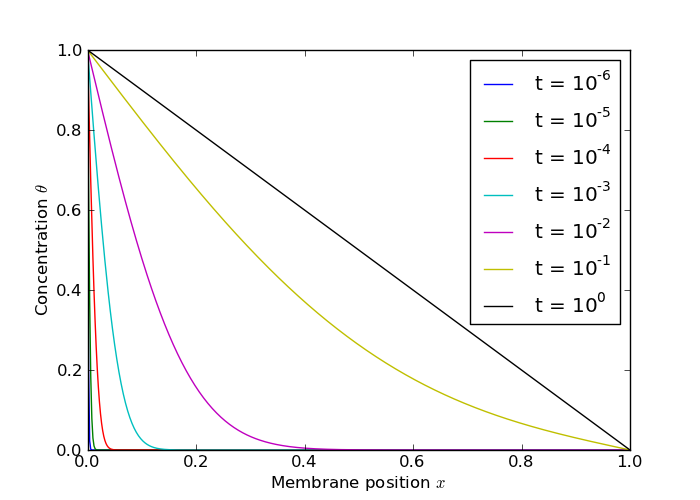 1.0
0.8
0.6
0.4
0.2
0.0
Concentration θ
0.0 0.2 0.4 0.6 0.8 1.0
Membrane position x
t = 10^-6
t = 10^-5
t = 10^-4
t = 10^-3
t = 10^-2
t = 10^-1
t = 10^0